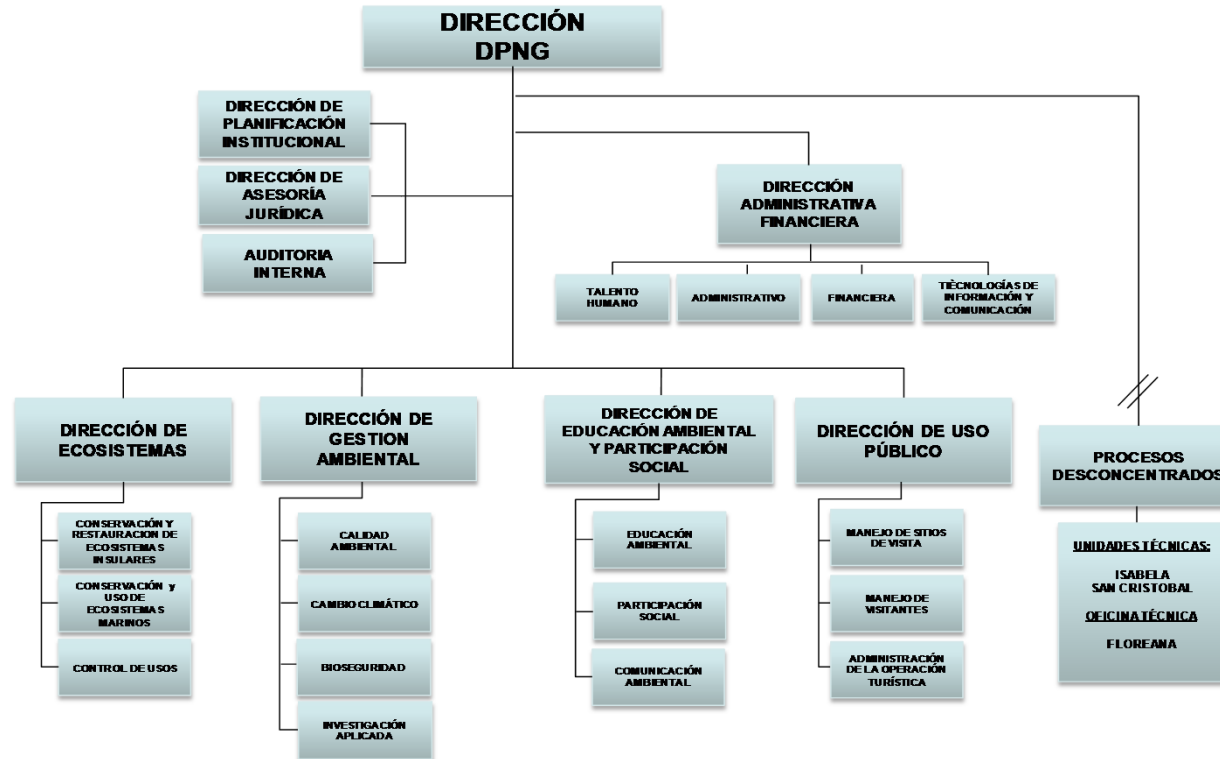 DIRECCIÓN
DPNG
DIRECCIÓN DE
PLANIFICACIÓN
INSTITUCIONAL
DIRECCIÓN DE
ASESORÍA
JURÍDICA
AUDITORIA
INTERNA
DIRECCIÓN
ADMINISTRATIVA
FINANCIERA
TALENTO
HUMANO
ADMINISTRATIVO
FINANCIERA
TIÈCNOLOGÍAS DE
INFORMACIÓN Y
COMUNICACIÓN
DIRECCIÓN DE
ECOSISTEMAS
CONSERVACIÓN Y
RESTAURACION DE
ECOSISTEMAS
INSULARES
CONSERVACIÓN y
USO DE
ECOSISTEMAS
MARINOS
CONTROL DE USOS
DIRECCIÓN DE
GESTION
AMBIENTAL
CALIDAD
AMBIENTAL
CAMBIO CLIMÁTICO
BIOSEGURIDAD
INVESTIGACIÓN
APLICADA
DIRECCIÓN DE
EDUCACIÓN AMBIENTAL
Y PARTICIPACIÓN
SOCIAL
EDUCACIÓN
AMBIENTAL
PARTICIPACIÓN
SOCIAL
COMUNICACIÓN
AMBIENTAL
DIRECCIÓN DE USO
PÚBLICO
MANEJO DE SITIOS
DE VISITA
MANEJO DE
VISITANTES
ADMINISTRACIÓN
DE LA OPERACIÓN
TURÍSTICA
PROCESOS
DESCONCENTRADOS
UNIDADES TÉCNICAS:
ISABELA
SAN CRISTOBAL
OFICINA TÉCNICA
FLOREANA